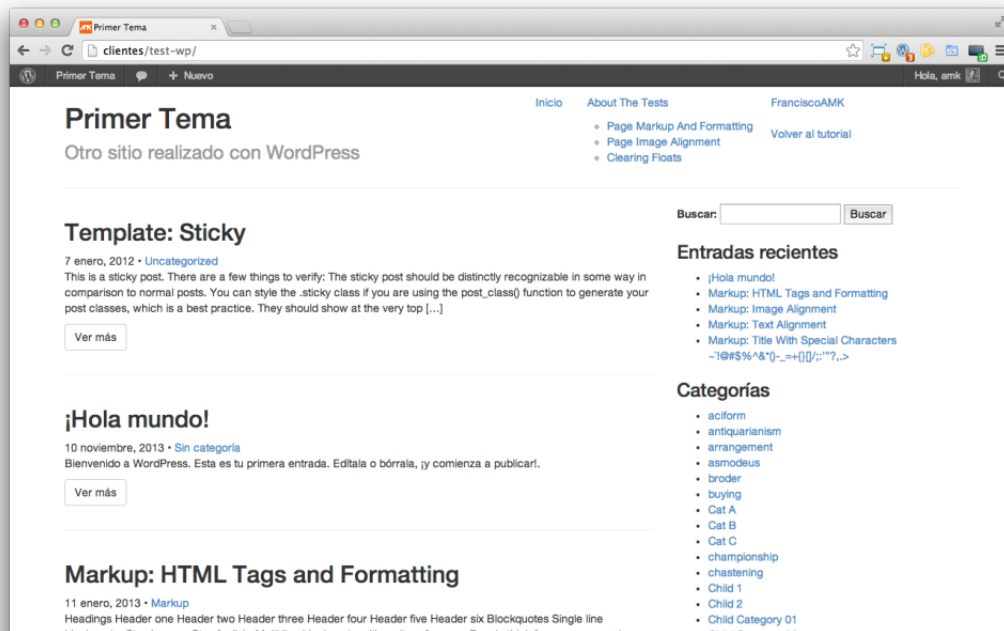 Primer Tema
clientes/test-wp/
Primer Tema + Nuevo Hola, amk
Primer Tema
Otro sitio realizado con WordPress
Inicio
About The Tests
Page Markup And Formatting
Page Image Alignment
Clearing Floats
FranciscoAMK
Volver al tutorial
Template: Sticky
7 enero, 2012 • Uncategorized
This is a sticky post. There are a few things to verify: The sticky post should be distinctly recognizable in some way in
comparison to normal posts. You can style the .sticky class if you are using the post_class() function to generate your
post classes, which is a best practice. They should show at the very top [...]
Ver más
¡Hola mundo!
10 noviembre, 2013 • Sin categoría
Bienvenido a WordPress. Esta es tu primera entrada. Edítala o bórrala, ¡y comienza a publicar!.
Ver más
Markup: HTML Tags and Formatting
11 enero, 2013 • Markup
Headings Header one Header two Header three Header four Header five Header six Blockquotes Single line
Buscar: Buscar
Entradas recientes
¡Hola mundo!
Markup: HTML Tags and Formatting
Markup: Image Alignment
Markup: Text Alignment
Markup: Title With Special Characters
~`!@#$%^&*()-_=+{}[]/;:'"?,.>
Categorías
aciform
antiquarianism
arrangement
asmodeus
broder
buying
Cat A
Cat B
Cat C
championship
chastening
Child 1
Child 2
Child Category 01